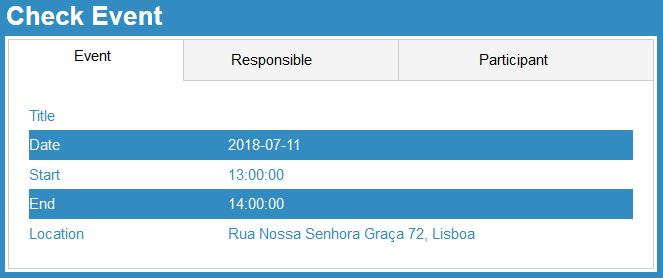 Check Event
Event Responsible Participant
Title
Date 2018-07-11
Start 13:00:00
End 14:00:00
Location Rua Nossa Senhora Graça 72, Lisboa